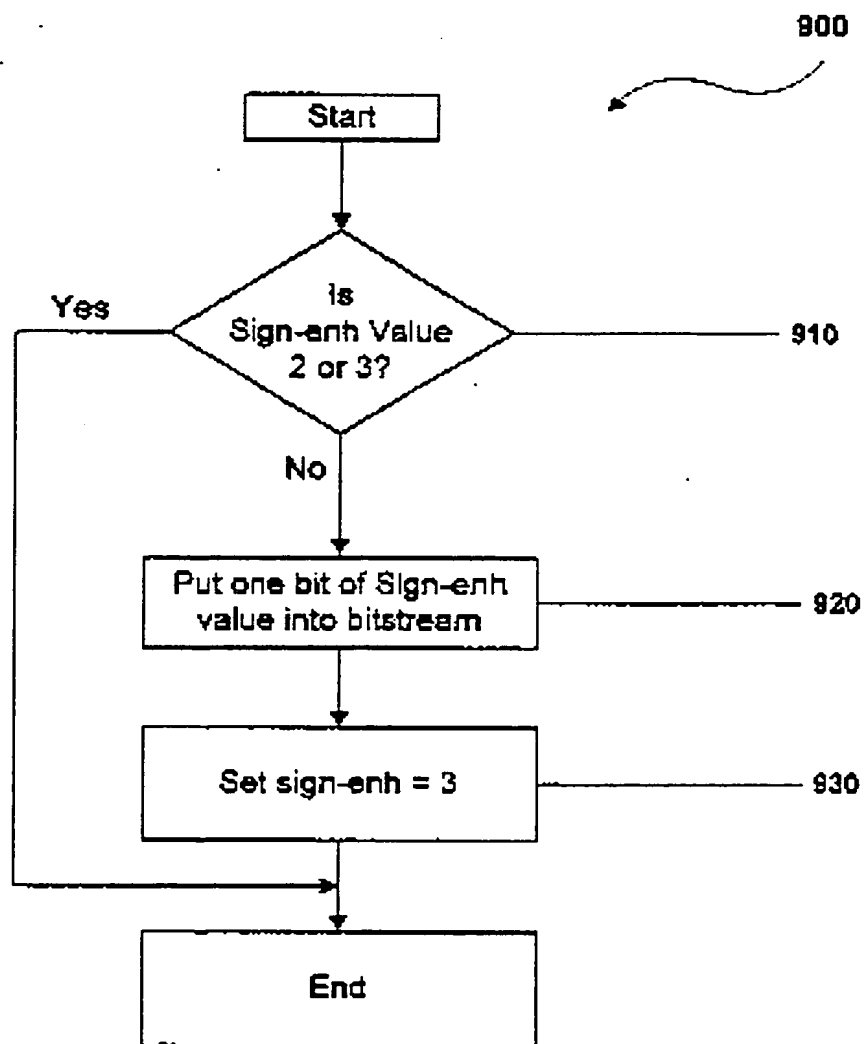 900
Start
Is
Sign-enh Value
2 or 3?
Yes
910
No
Put one bit of Sign-enh
value into bitstream
920
Set sign-enh = 3
930
End